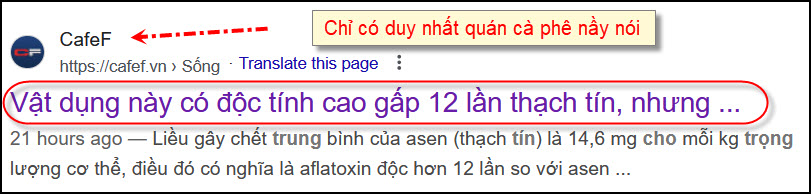 CafeF
Chỉ có duy nhất quán cà phê nầy nói
https://cafef.vn › Sống · Translate this page ⋮
Vật dụng này có độc tính cao gấp 12 lần thạch tín, nhưng ...
21 hours ago — Liều gây chết trung bình của asen (thạch tín) là 14,6 mg cho mỗi kg trọng
lượng cơ thể, điều đó có nghĩa là aflatoxin độc hơn 12 lần so với asen ...